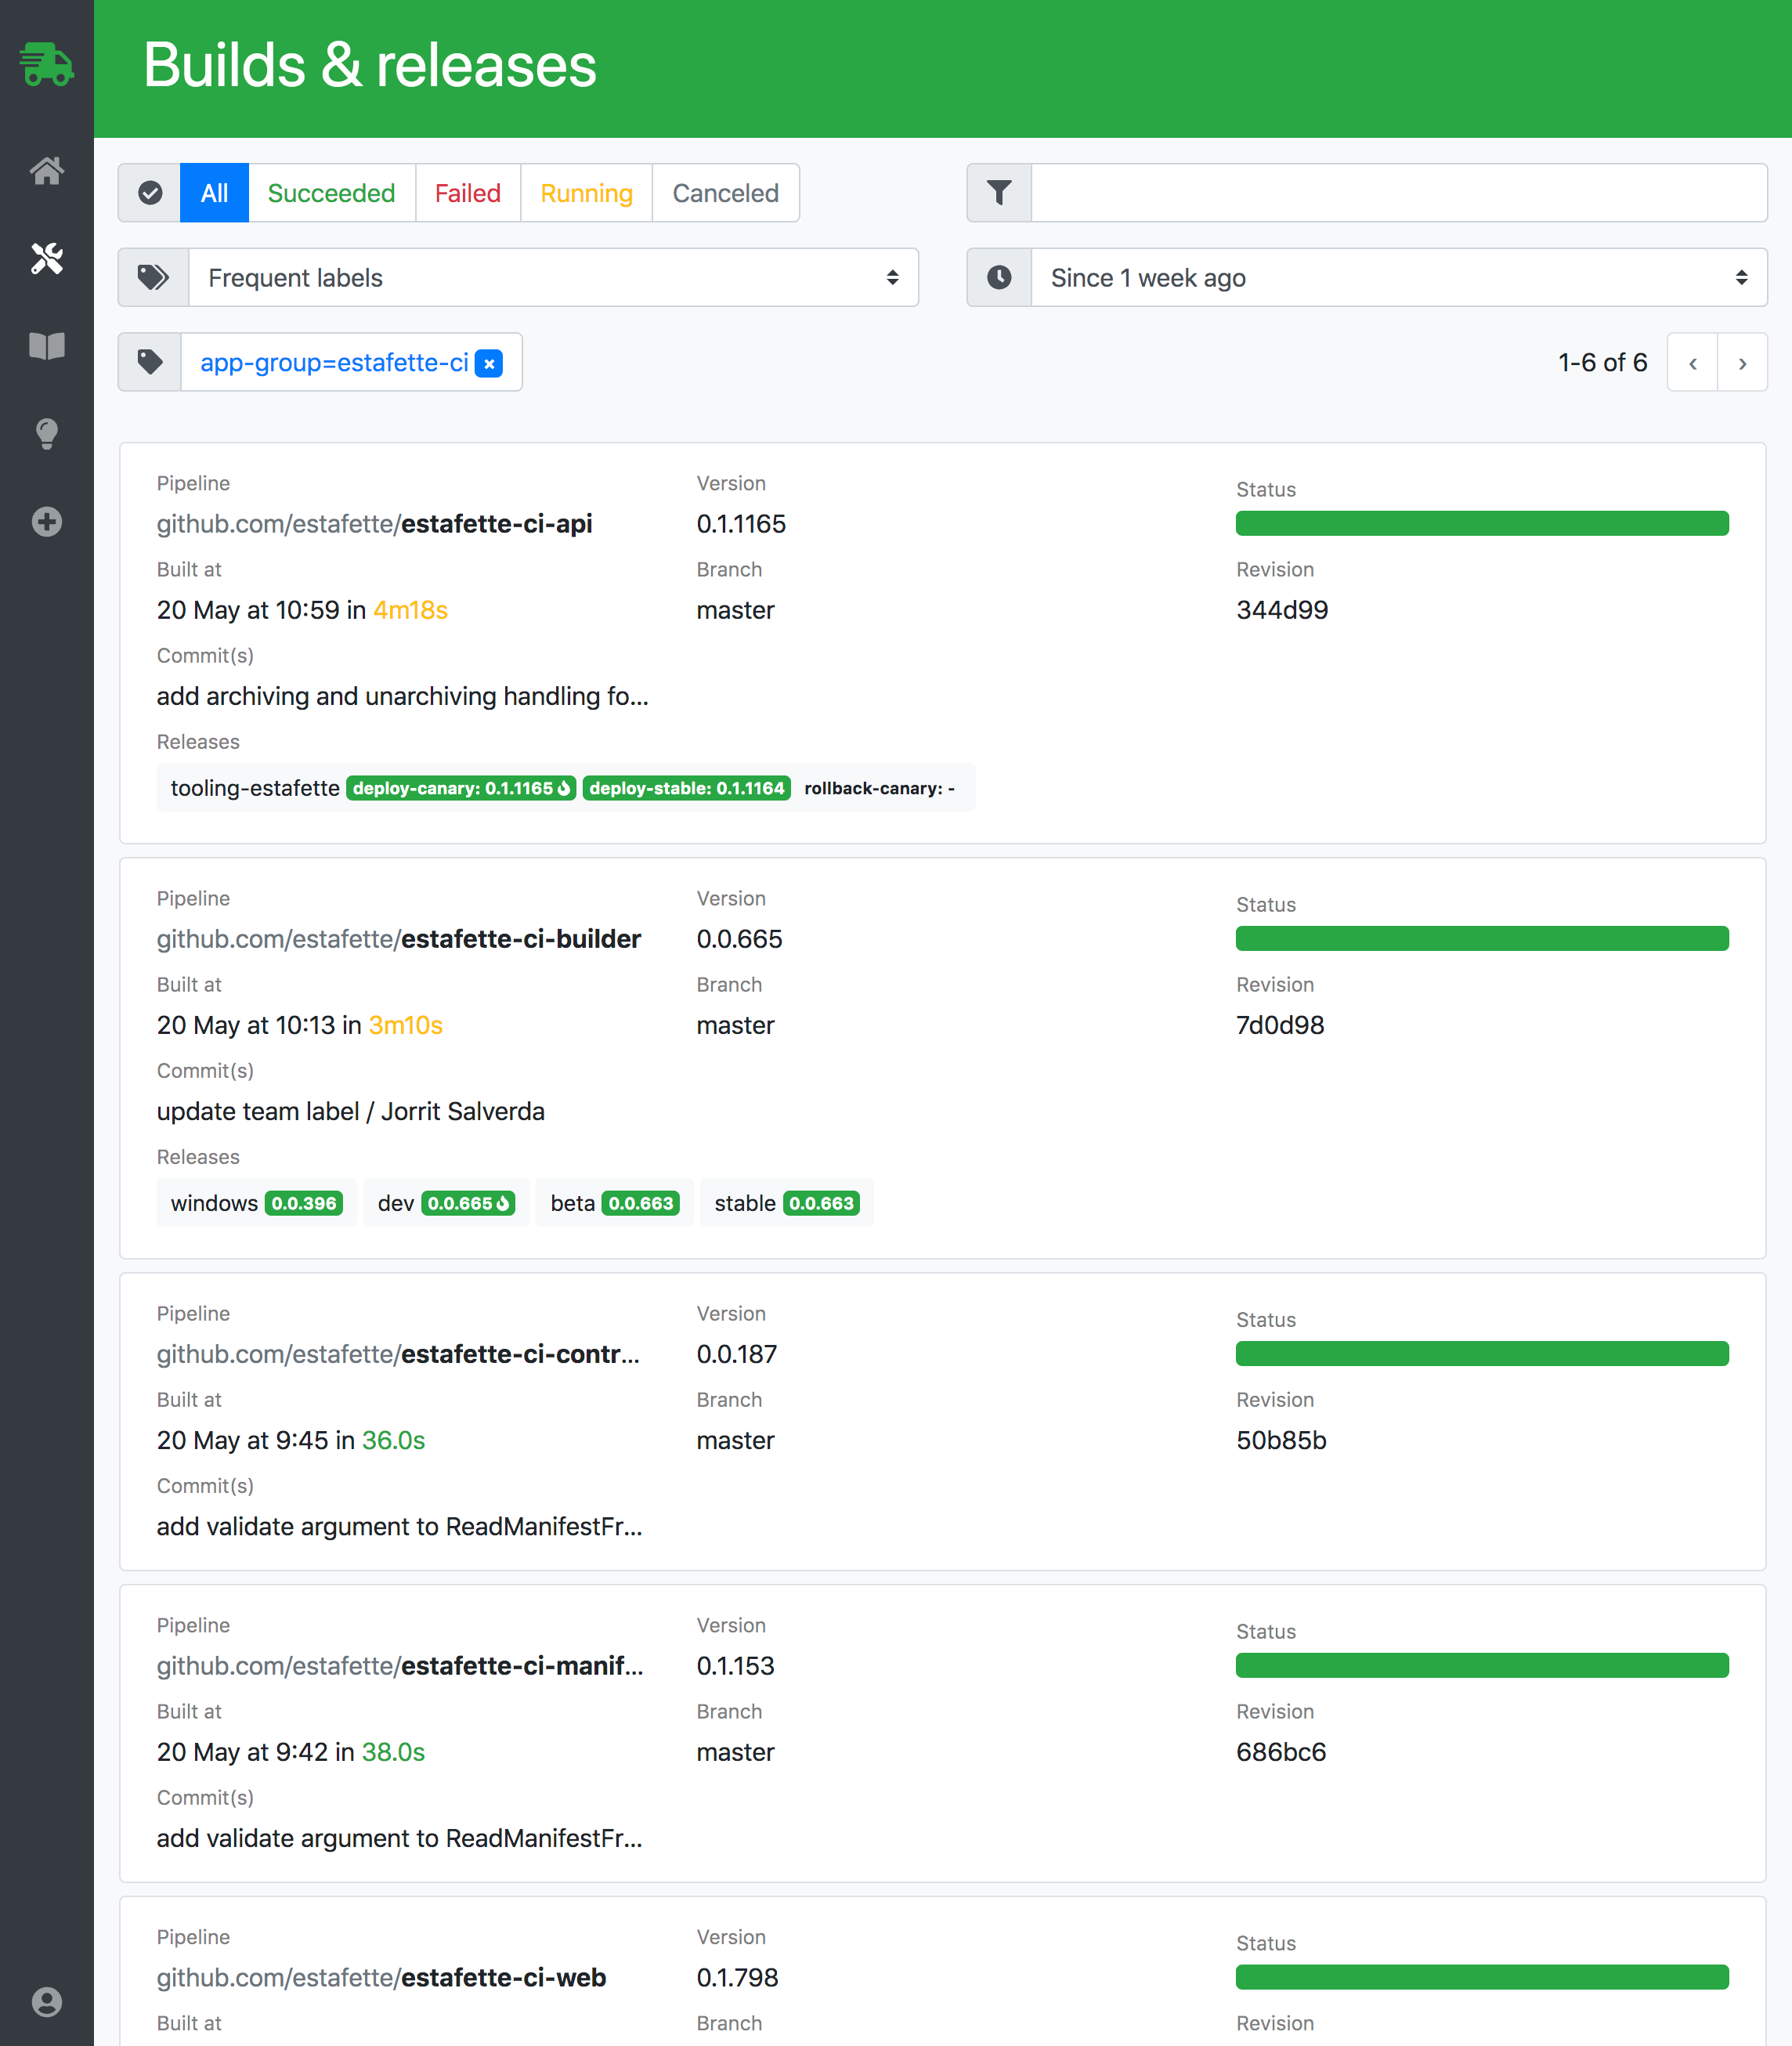 Builds & releases
All Succeeded Failed Running Canceled
Frequent labels
Since 1 week ago
app-group=estafette-ci ×
1-6 of 6 ‹ ›
Pipeline Version Status
github.com/estafette/estafette-ci-api 0.1.1165
Built at Branch Revision
20 May at 10:59 in 4m18s master 344d99
Commit(s)
add archiving and unarchiving handling fo...
Releases
tooling-estafette deploy-canary: 0.1.1165 deploy-stable: 0.1.1164 rollback-canary: -
Pipeline Version Status
github.com/estafette/estafette-ci-builder 0.0.665
Built at Branch Revision
20 May at 10:13 in 3m10s master 7d0d98
Commit(s)
update team label / Jorrit Salverda
Releases
windows 0.0.396 dev 0.0.665 beta 0.0.663 stable 0.0.663
Pipeline Version Status
github.com/estafette/estafette-ci-contr... 0.0.187
Built at Branch Revision
20 May at 9:45 in 36.0s master 50b85b
Commit(s)
add validate argument to ReadManifestFr...
Pipeline Version Status
github.com/estafette/estafette-ci-manif... 0.1.153
Built at Branch Revision
20 May at 9:42 in 38.0s master 686bc6
Commit(s)
add validate argument to ReadManifestFr...
Pipeline Version Status
github.com/estafette/estafette-ci-web 0.1.798
Built at Branch Revision